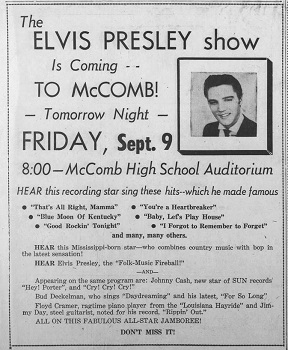 The
ELVIS PRESLEY show
Is Coming - -
TO McCOMB!
— Tomorrow Night —
FRIDAY, Sept. 9
8:00 — McComb High School Auditorium
HEAR this recording star sing these hits--which he made famous
● "That's All Right, Mamma" ● "You're a Heartbreaker"
● "Blue Moon Of Kentucky" ● "Baby, Let's Play House"
● "Good Rockin' Tonight" ● "I Forgot to Remember to Forget"
and many, many others.
HEAR this Mississippi-born star—who combines country music with bop in
the latest sensation!
HEAR Elvis Presley, the "Folk-Music Fireball!"
—AND—
Appearing on the same program are: Johnny Cash, new star of SUN records'
"Hey! Porter", and "Cry! Cry! Cry!"
Bud Deckelman, who sings "Daydreaming" and his latest, "For So Long"
Floyd Cramer, ragtime piano player from the "Louisiana Hayride" and Jim-
my Day, steel guitarist, noted for his record, "Rippin' Out."
ALL ON THIS FABULOUS ALL-STAR JAMBOREE!
DON'T MISS IT!